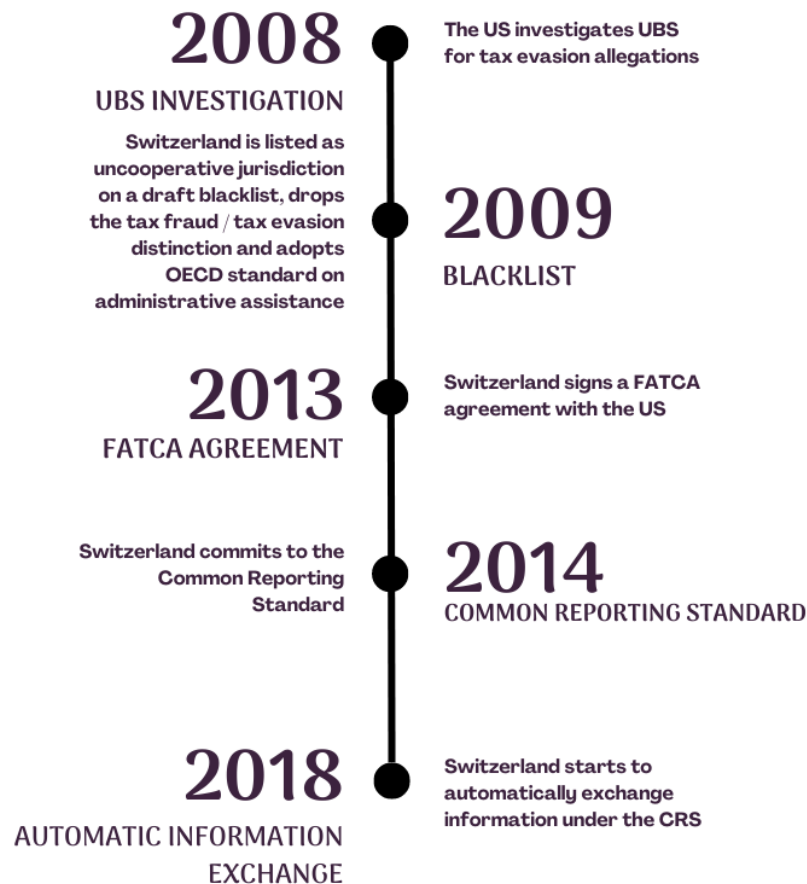 2008
UBS INVESTIGATION
The US investigates UBS
for tax evasion allegations
2009
BLACKLIST
Switzerland is listed as
uncooperative jurisdiction
on a draft blacklist, drops
the tax fraud / tax evasion
distinction and adopts
OECD standard on
administrative assistance
2013
FATCA AGREEMENT
Switzerland signs a FATCA
agreement with the US
2014
COMMON REPORTING STANDARD
Switzerland commits to the
Common Reporting
Standard
2018
AUTOMATIC INFORMATION
EXCHANGE
Switzerland starts to
automatically exchange
information under the CRS